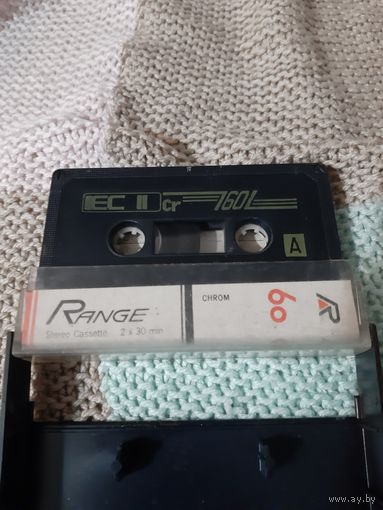 EC II Cr 60
A
RANGE
Stereo Cassette 2 x 30 min
CHROM
60
R
www.ay.by